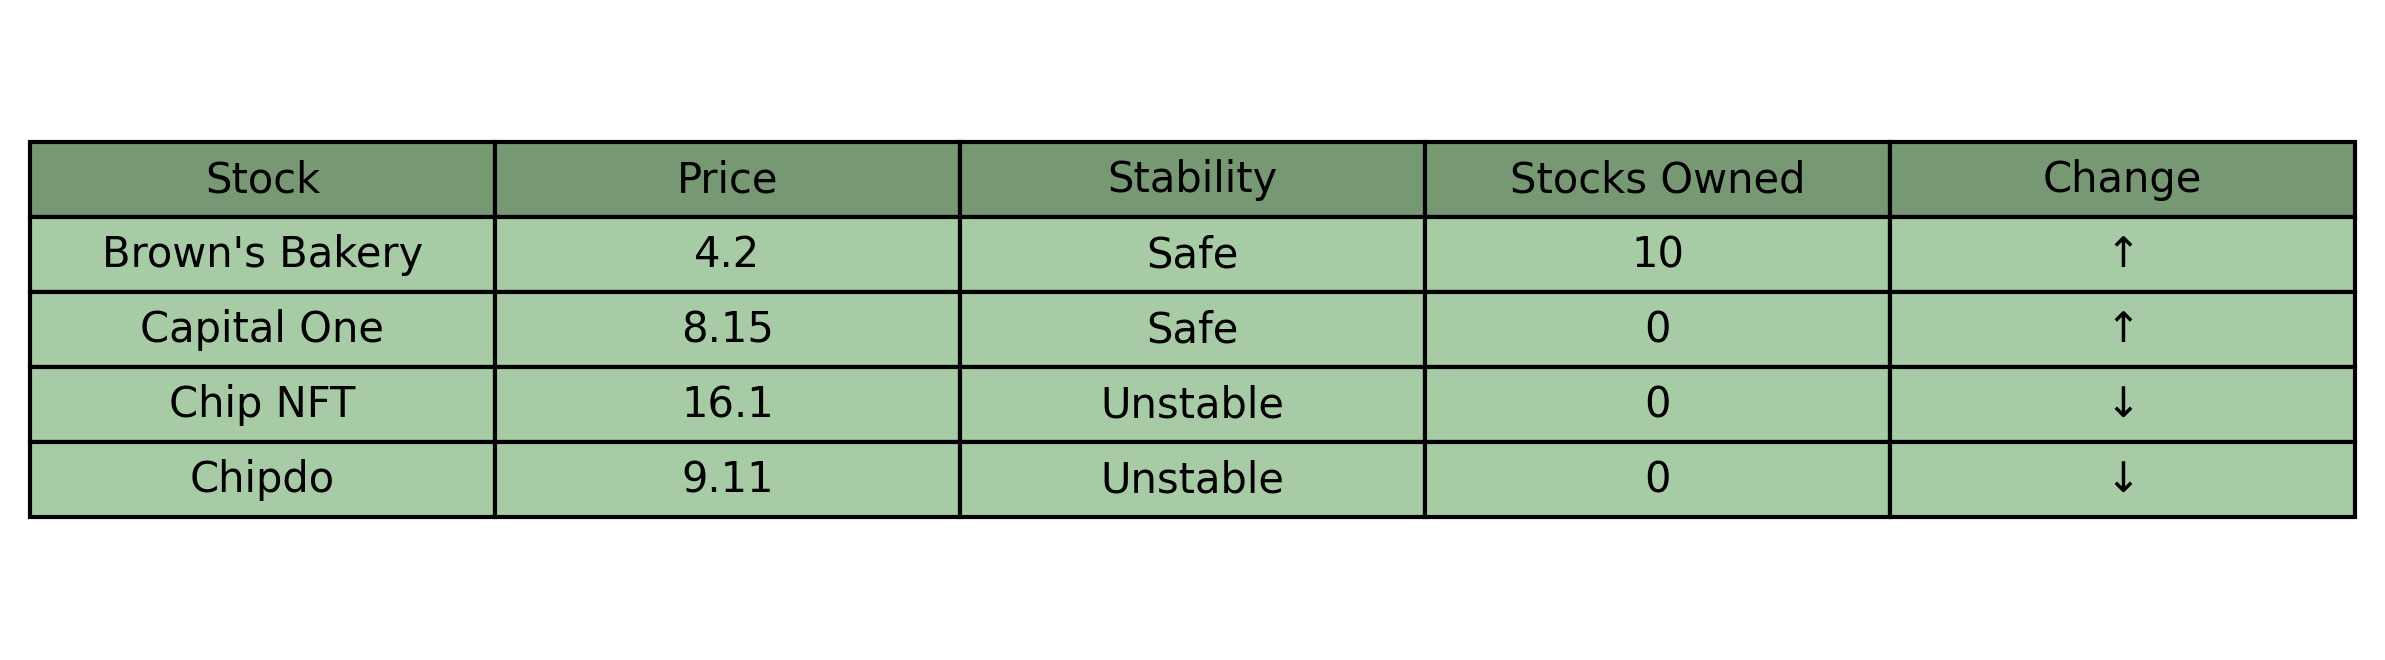 Stock Price Stability Stocks Owned Change
Brown's Bakery 4.2 Safe 10 ↑
Capital One 8.15 Safe 0 ↑
Chip NFT 16.1 Unstable 0 ↓
Chipdo 9.11 Unstable 0 ↓